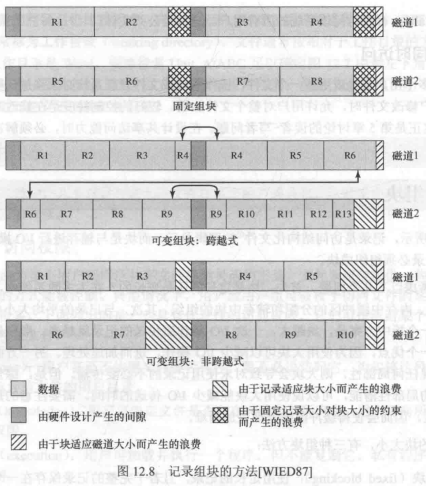 R1 R2 R3 R4 磁道1
R5 R6 R7 R8 磁道2
固定组块
R1 R2 R3 R4 R4 R5 R6 磁道1
R6 R7 R8 R9 R9 R10 R11 R12 R13 磁道2
可变组块：跨越式
R1 R2 R3 R4 R5 磁道1
R6 R7 R8 R9 R10 磁道2
可变组块：非跨越式
数据
由于记录适应块大小而产生的浪费
由硬件设计产生的间隙
由于固定记录大小对块大小的约束
而产生的浪费
由于块适应磁道大小而产生的浪费
图 12.8 记录组块的方法[WIED87]